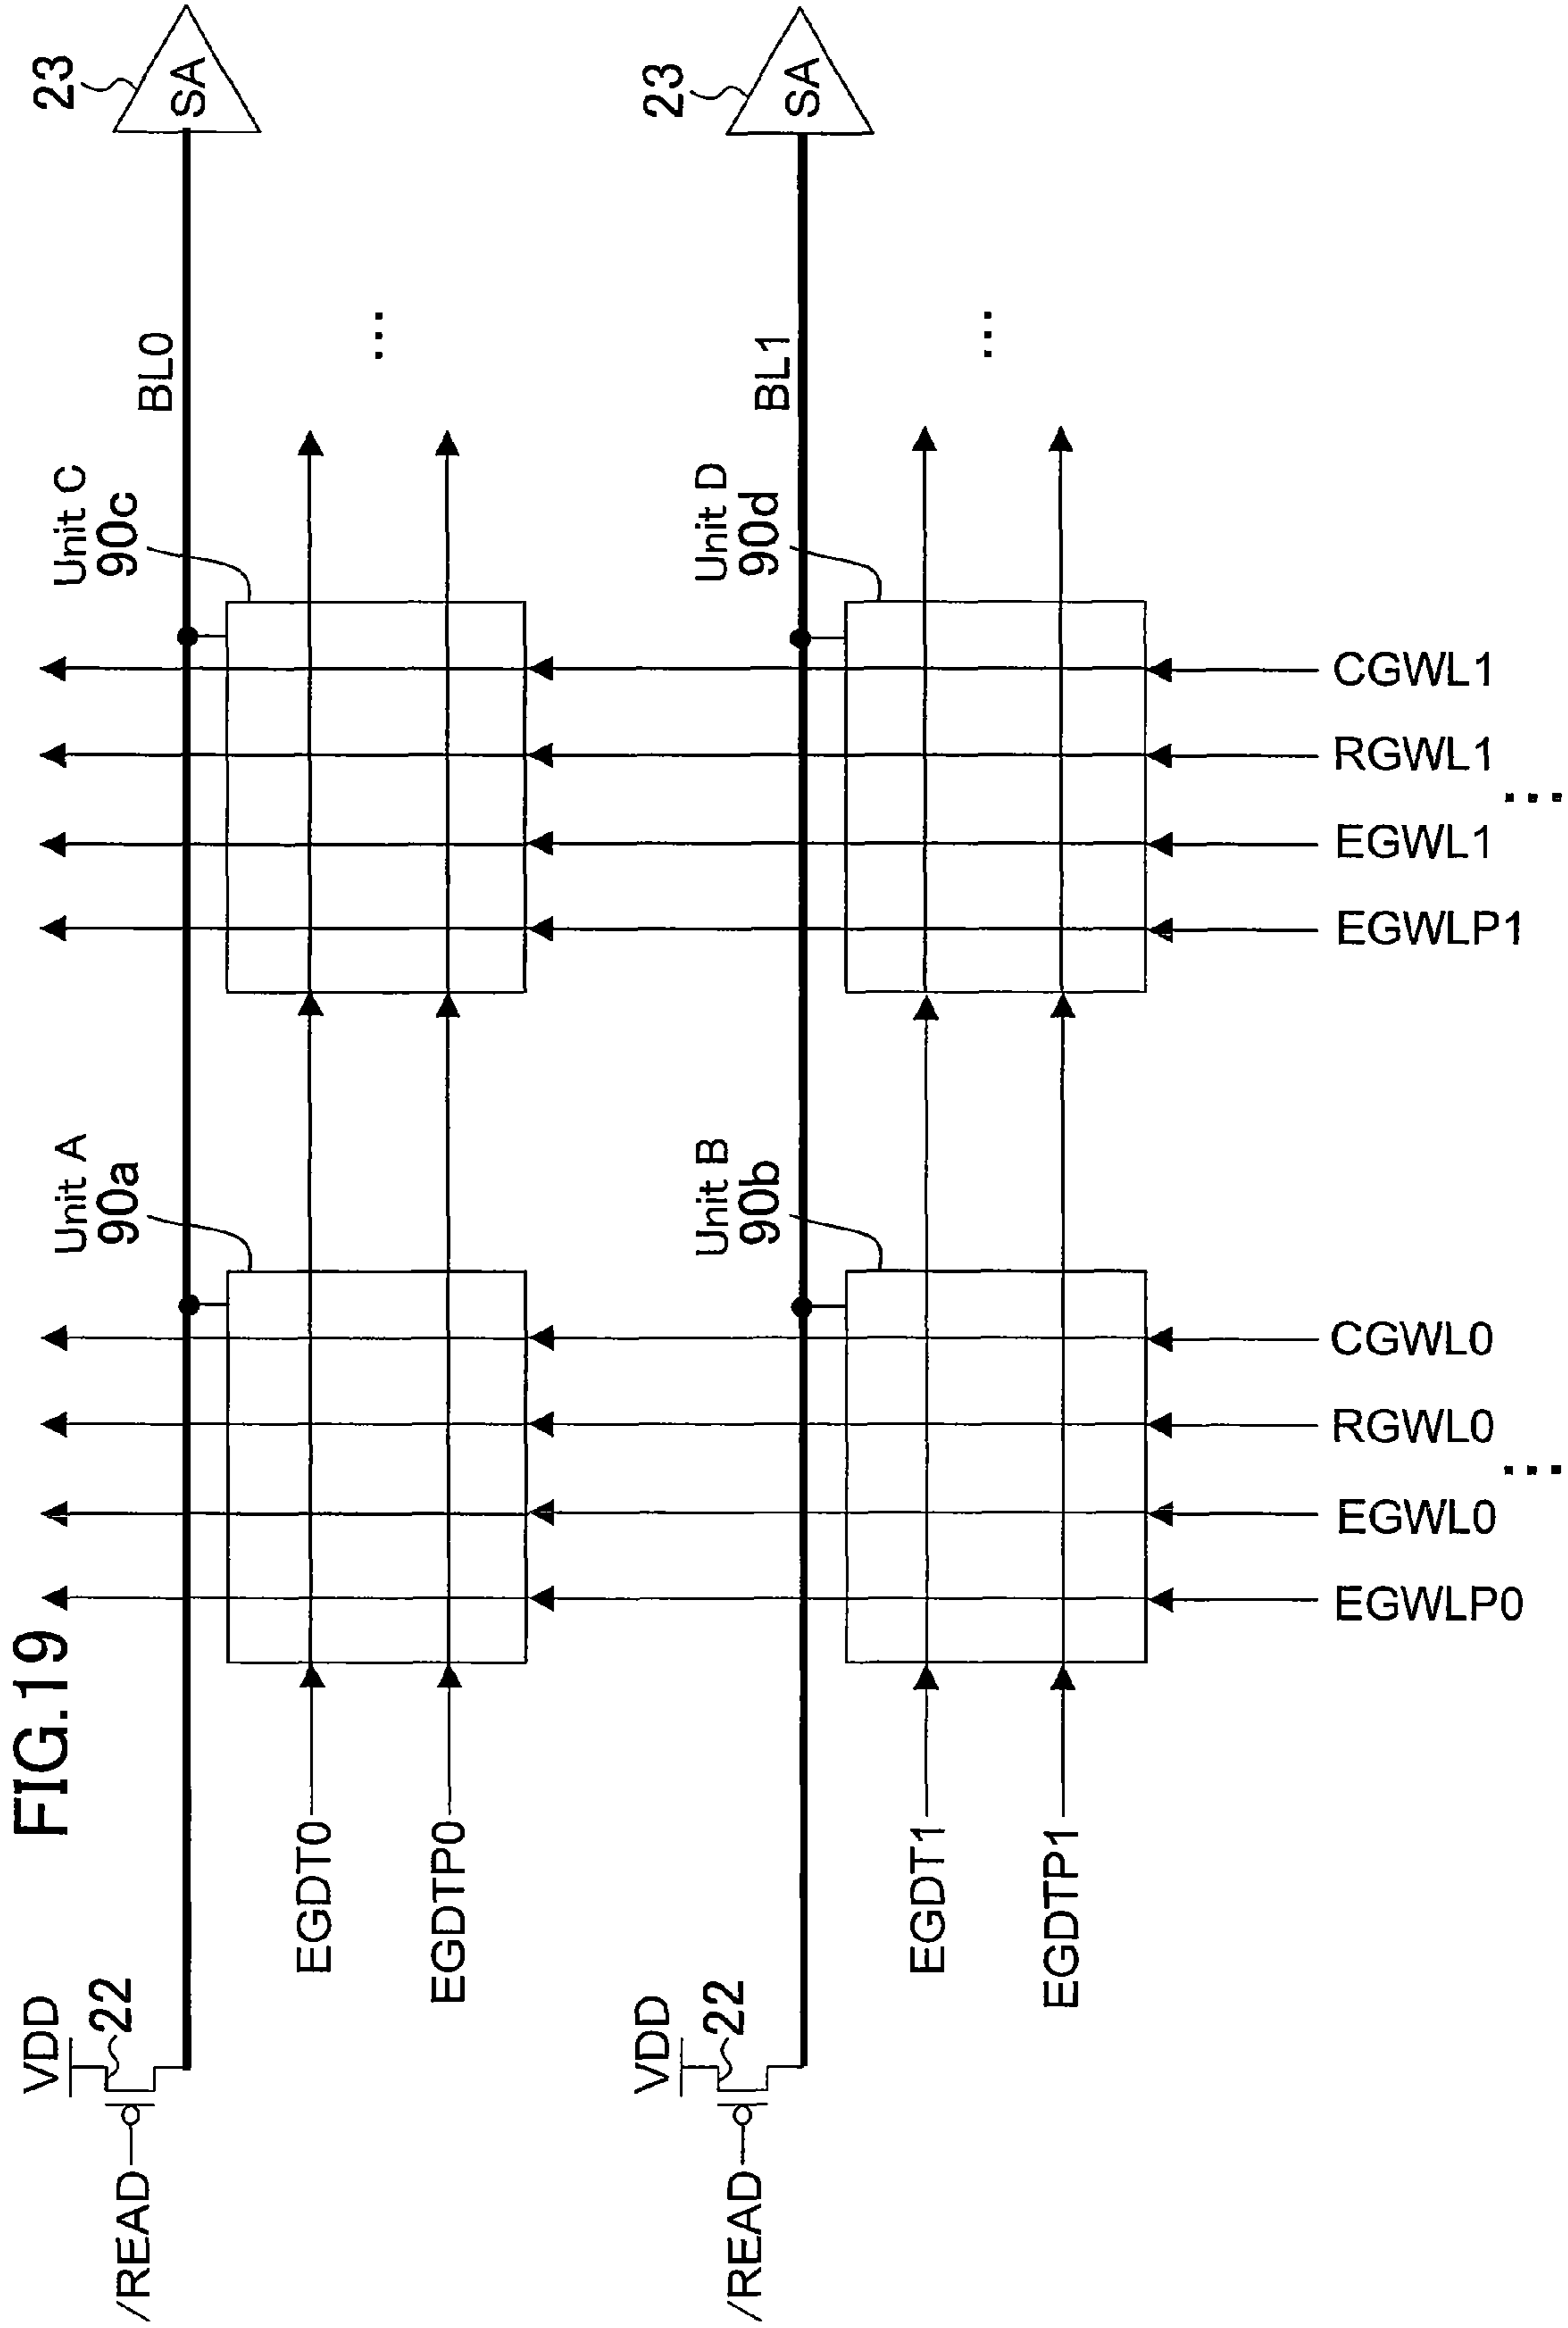 FIG.19
VDD
22
/READ
Unit A
90a
Unit C
90c
BL0
23
SA
EGDT0
EGDTP0
...
VDD
22
/READ
Unit B
90b
Unit D
90d
BL1
23
SA
EGDT1
EGDTP1
...
EGWLP0
EGWL0
RGWL0
CGWL0
...
EGWLP1
EGWL1
RGWL1
CGWL1
...